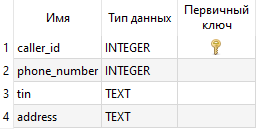 Имя Тип данных Первичный ключ
1 caller_id INTEGER
2 phone_number INTEGER
3 tin TEXT
4 address TEXT